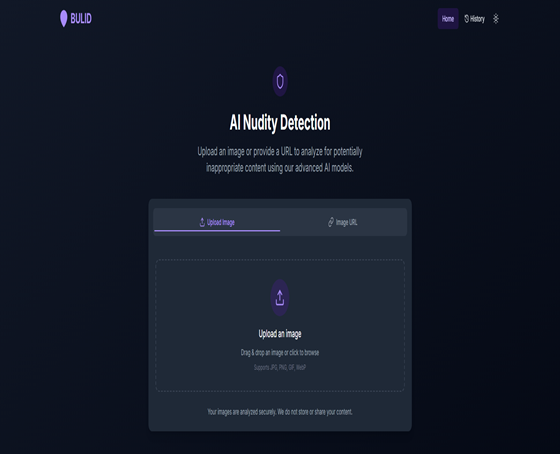 BULID
Home
History
AI Nudity Detection
Upload an image or provide a URL to analyze for potentially
inappropriate content using our advanced AI models.
Upload Image
Image URL
Upload an image
Drag & drop an image or click to browse
Supports JPG, PNG, GIF, WebP
Your images are analyzed securely. We do not store or share your content.